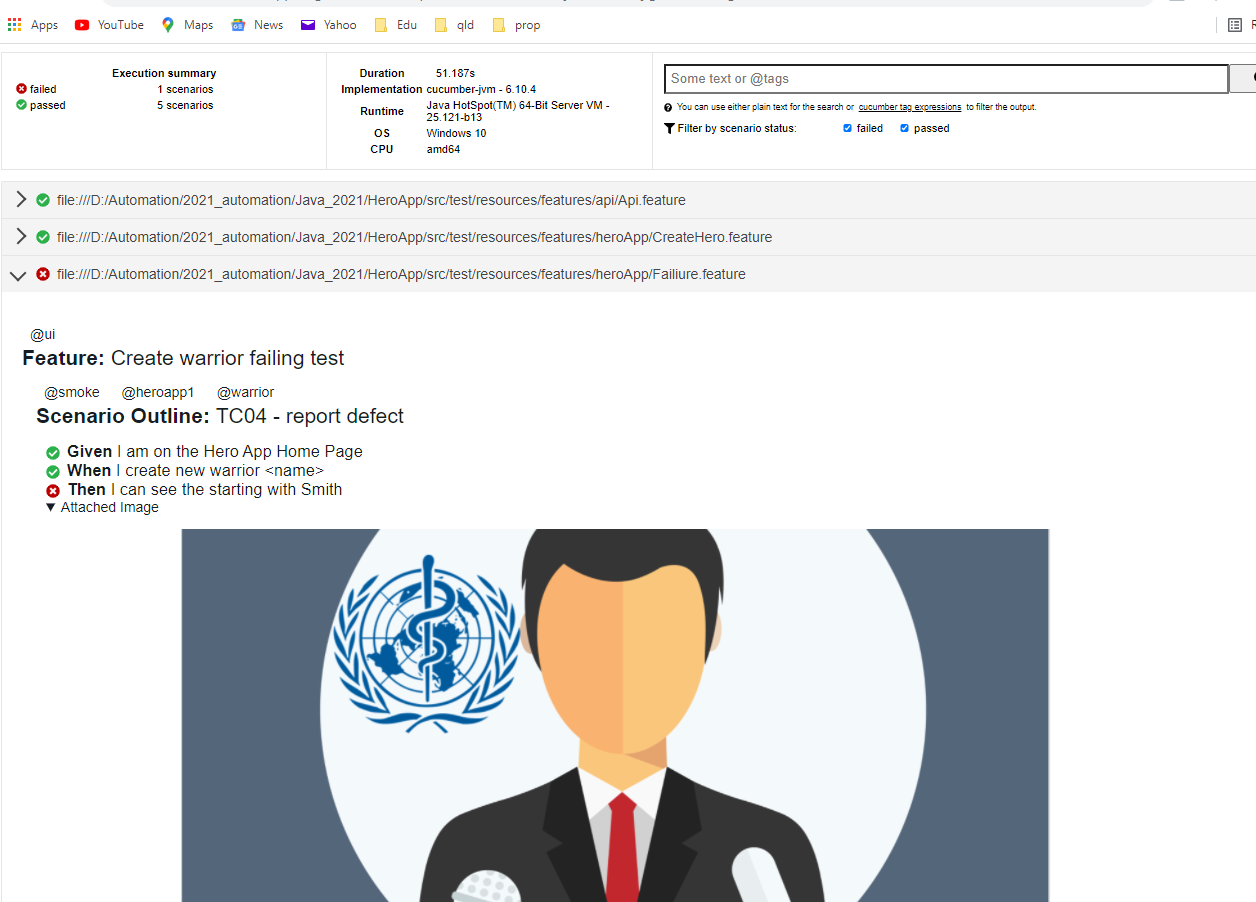 Apps YouTube Maps News Yahoo Edu qld prop
Execution summary
failed 1 scenarios
passed 5 scenarios
Duration 51.187s
Implementation cucumber-jvm - 6.10.4
Runtime Java HotSpot(TM) 64-Bit Server VM -
25.121-b13
OS Windows 10
CPU amd64
Some text or @tags
You can use either plain text for the search or cucumber tag expressions to filter the output.
Filter by scenario status: failed passed
file:///D:/Automation/2021_automation/Java_2021/HeroApp/src/test/resources/features/api/Api.feature
file:///D:/Automation/2021_automation/Java_2021/HeroApp/src/test/resources/features/heroApp/CreateHero.feature
file:///D:/Automation/2021_automation/Java_2021/HeroApp/src/test/resources/features/heroApp/Failiure.feature
@ui
Feature: Create warrior failing test
@smoke @heroapp1 @warrior
Scenario Outline: TC04 - report defect
Given I am on the Hero App Home Page
When I create new warrior <name>
Then I can see the starting with Smith
Attached Image